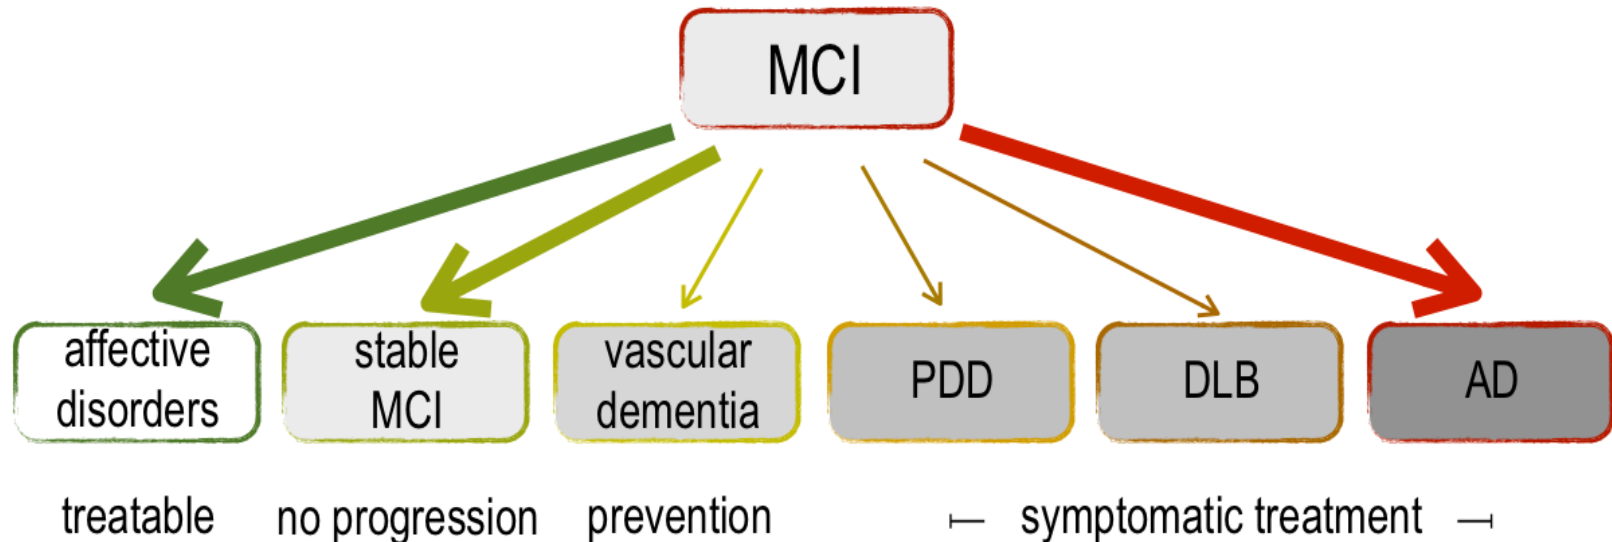 MCI
affective
disorders
stable
MCI
vascular
dementia
PDD
DLB
AD
treatable
no progression
prevention
symptomatic treatment